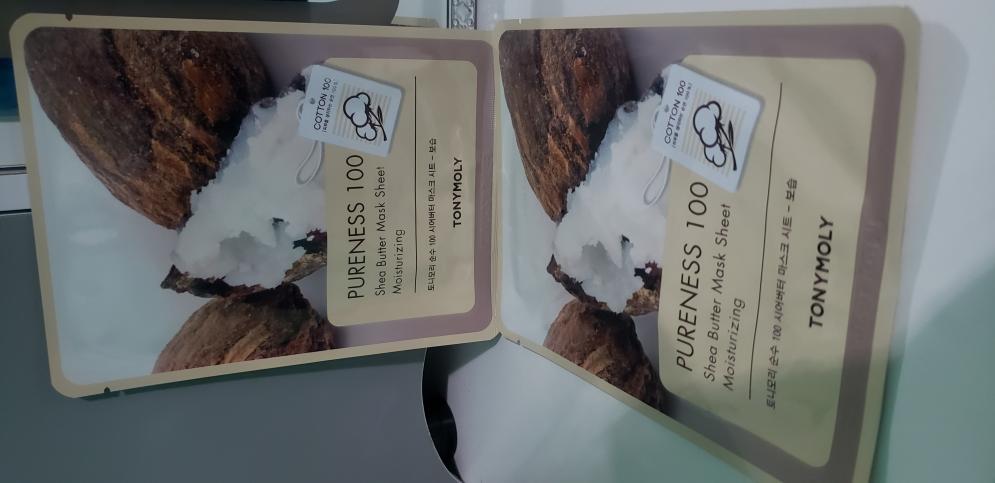 COTTON 100
PURENESS 100
Shea Butter Mask Sheet
Moisturizing
토니모리 순수 100 시어버터 마스크 시트 - 보습
TONYMOLY
COTTON 100
PURENESS 100
Shea Butter Mask Sheet
Moisturizing
토니모리 순수 100 시어버터 마스크 시트 - 보습
TONYMOLY